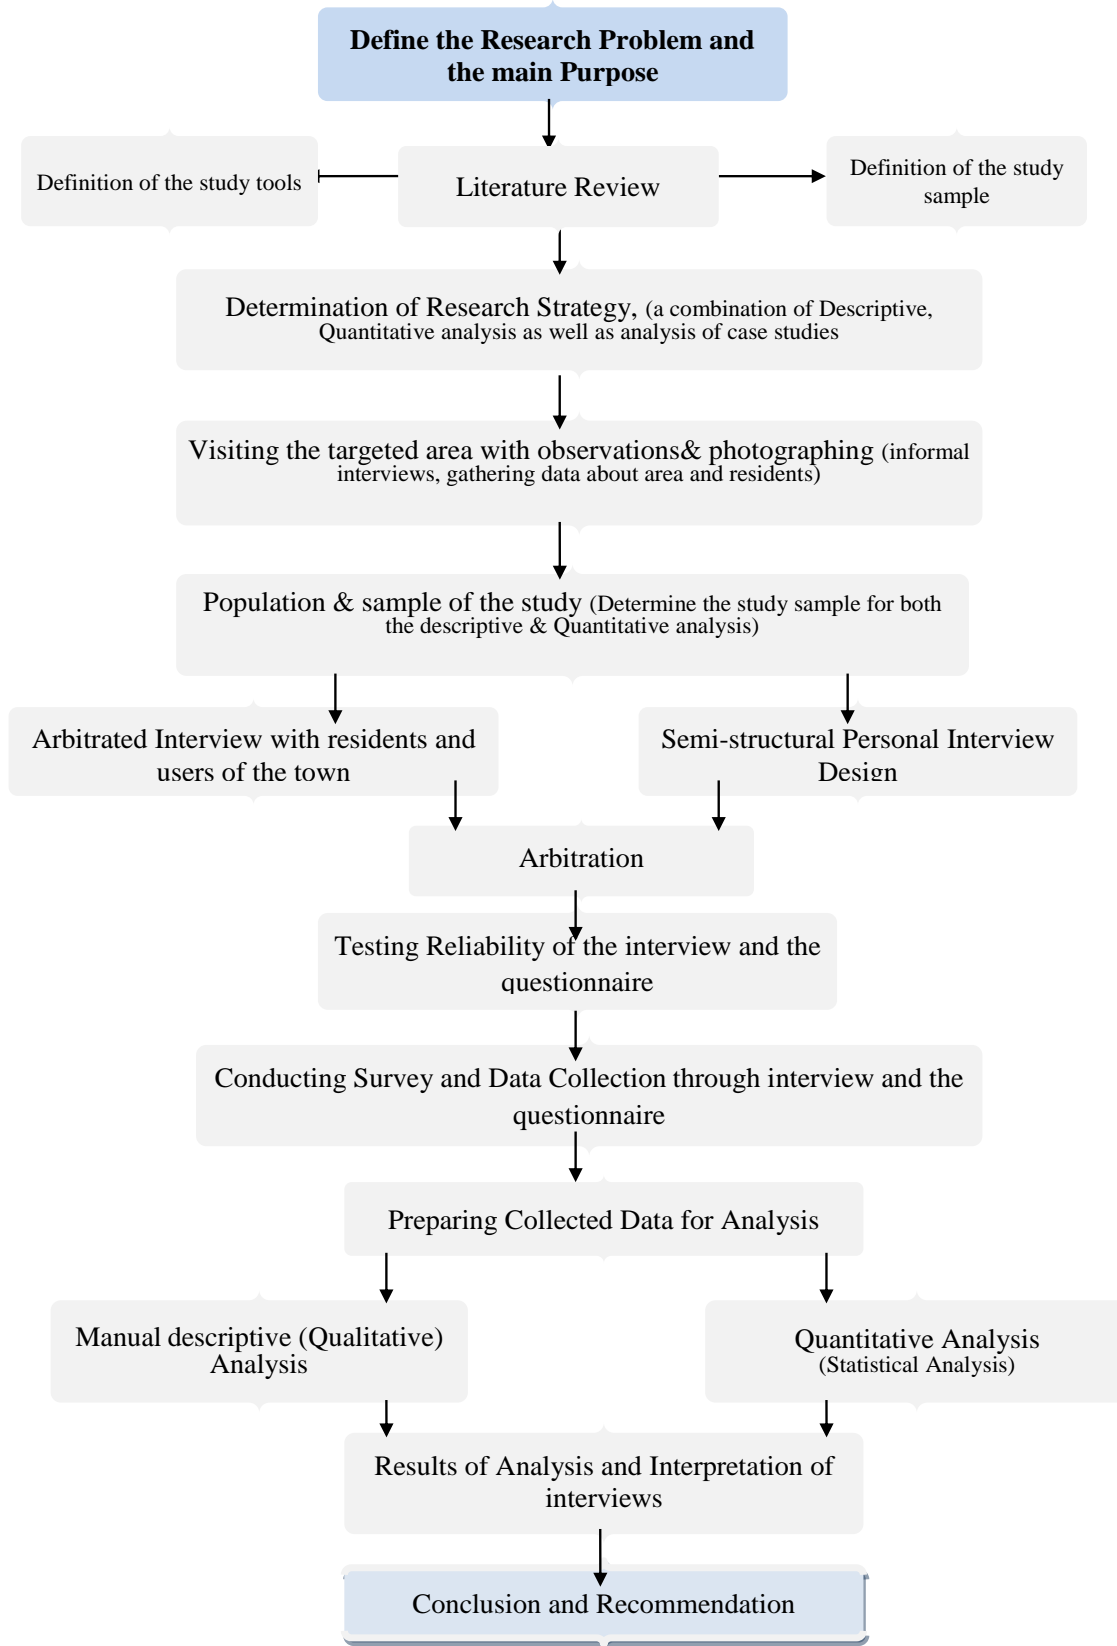 Define the Research Problem and
the main Purpose
Definition of the study tools
Literature Review
Definition of the study
sample
Determination of Research Strategy, (a combination of Descriptive,
Quantitative analysis as well as analysis of case studies
Visiting the targeted area with observations& photographing (informal
interviews, gathering data about area and residents)
Population & sample of the study (Determine the study sample for both
the descriptive & Quantitative analysis)
Arbitrated Interview with residents and
users of the town
Semi-structural Personal Interview
Design
Arbitration
Testing Reliability of the interview and the
questionnaire
Conducting Survey and Data Collection through interview and the
questionnaire
Preparing Collected Data for Analysis
Manual descriptive (Qualitative)
Analysis
Quantitative Analysis
(Statistical Analysis)
Results of Analysis and Interpretation of
interviews
Conclusion and Recommendation